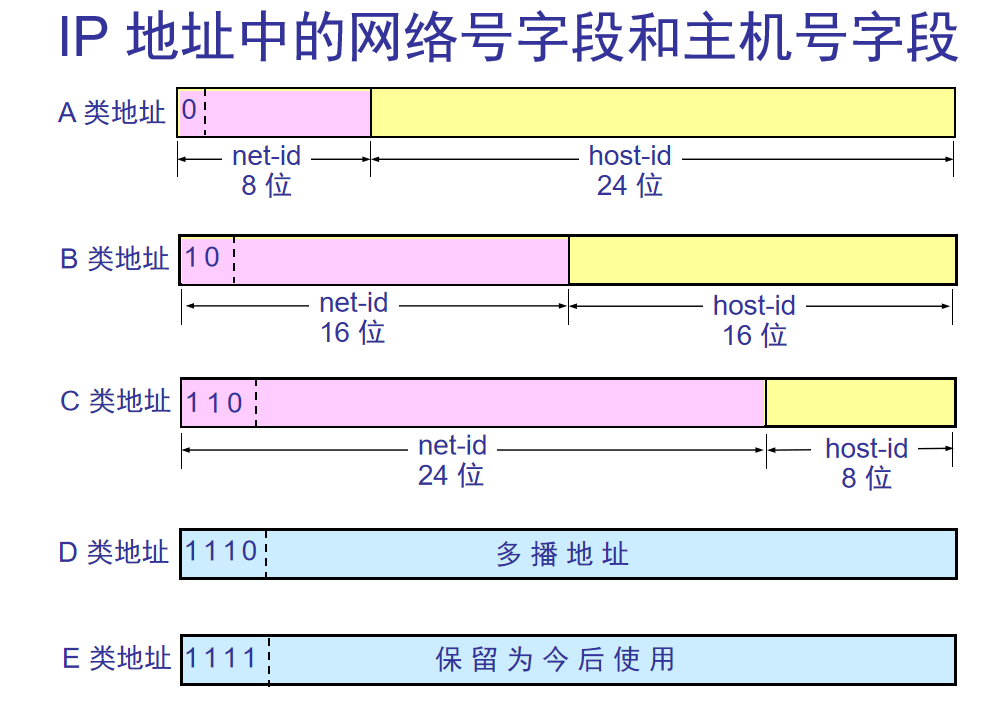 IP 地址中的网络号字段和主机号字段
A 类地址
0
net-id
8 位
host-id
24 位
B 类地址
1 0
net-id
16 位
host-id
16 位
C 类地址
1 1 0
net-id
24 位
host-id
8 位
D 类地址
1 1 1 0
多 播 地 址
E 类地址
1 1 1 1
保 留 为 今 后 使 用